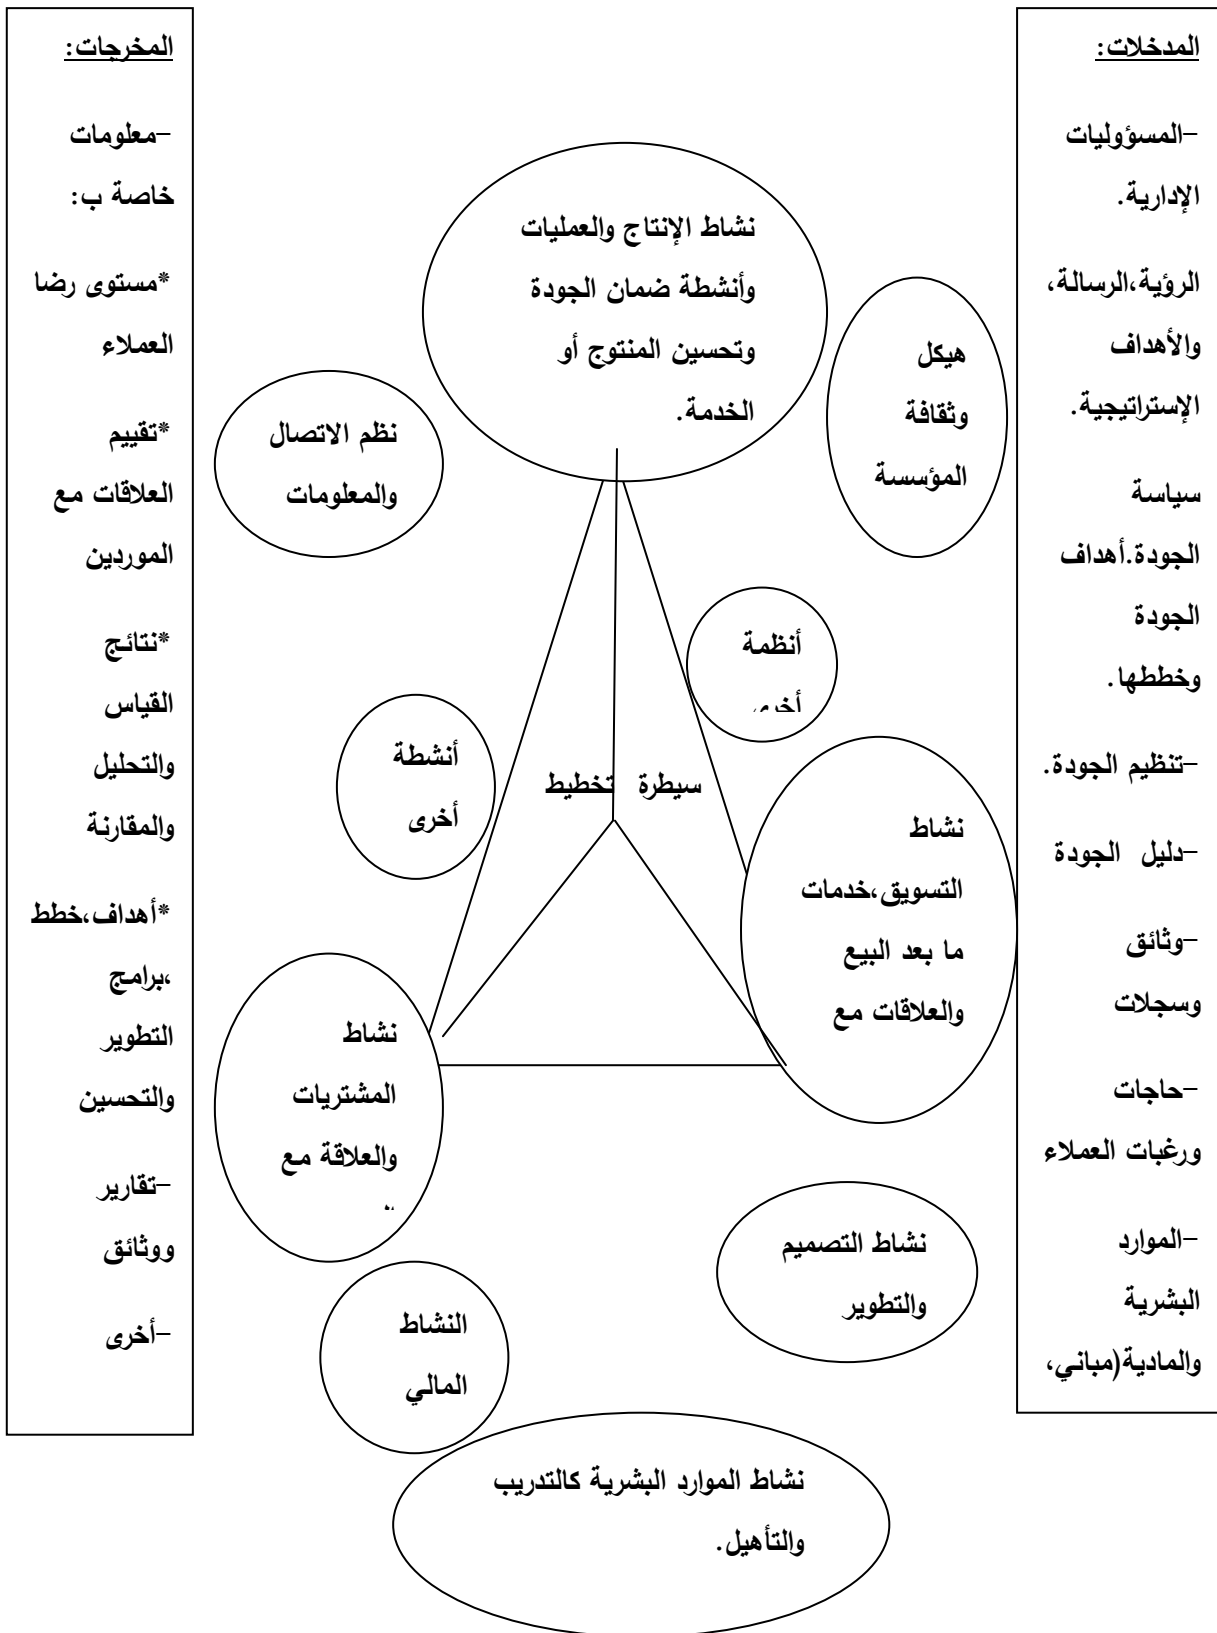 المدخلات:
-المسؤوليات
الإدارية.
الرؤية،الرسالة،
والأهداف
الإستراتيجية.
سياسة
الجودة.أهداف
الجودة
وخططها.
-تنظيم الجودة.
-دليل الجودة
-وثائق
وسجلات
-حاجات
ورغبات العملاء
-الموارد
البشرية
والمادية(مباني،
نشاط الإنتاج والعمليات
وأنشطة ضمان الجودة
وتحسين المنتوج أو
الخدمة.
هيكل
وثقافة
المؤسسة
نظم الاتصال
والمعلومات
أنظمة
أخرى
أنشطة
أخرى
سيطرة تخطيط
نشاط
التسويق،خدمات
ما بعد البيع
والعلاقات مع
نشاط
المشتريات
والعلاقة مع
نشاط التصميم
والتطوير
النشاط
المالي
نشاط الموارد البشرية كالتدريب
والتأهيل.
المخرجات:
-معلومات
خاصة ب:
*مستوى رضا
العملاء
*تقييم
العلاقات مع
الموردين
*نتائج
القياس
والتحليل
والمقارنة
*أهداف،خطط
،برامج
التطوير
والتحسين
-تقارير
ووثائق
-أخرى